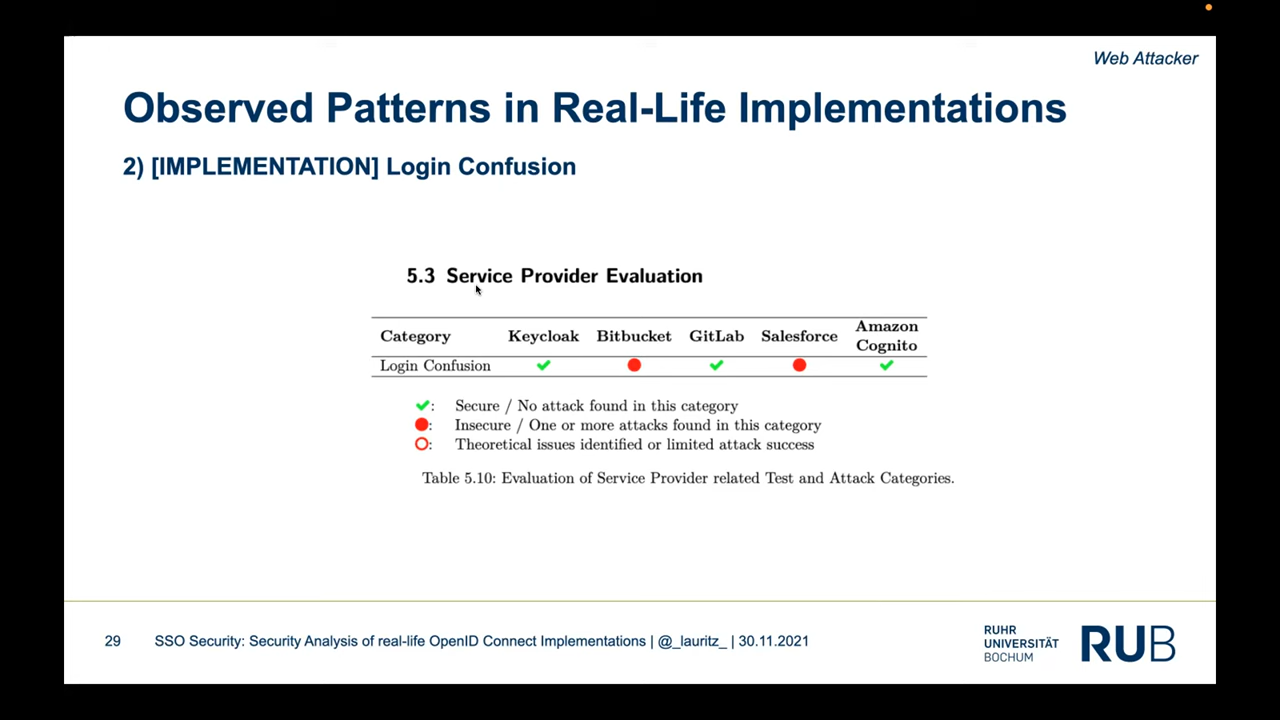 Web Attacker
Observed Patterns in Real-Life Implementations
2) [IMPLEMENTATION] Login Confusion
5.3 Service Provider Evaluation
Category Keycloak Bitbucket GitLab Salesforce Amazon Cognito
Login Confusion ✔ ● ✔ ● ✔
✔: Secure / No attack found in this category
●: Insecure / One or more attacks found in this category
○: Theoretical issues identified or limited attack success
Table 5.10: Evaluation of Service Provider related Test and Attack Categories.
29 SSO Security: Security Analysis of real-life OpenID Connect Implementations | @_lauritz_ | 30.11.2021
RUHR
UNIVERSITÄT
BOCHUM
RUB